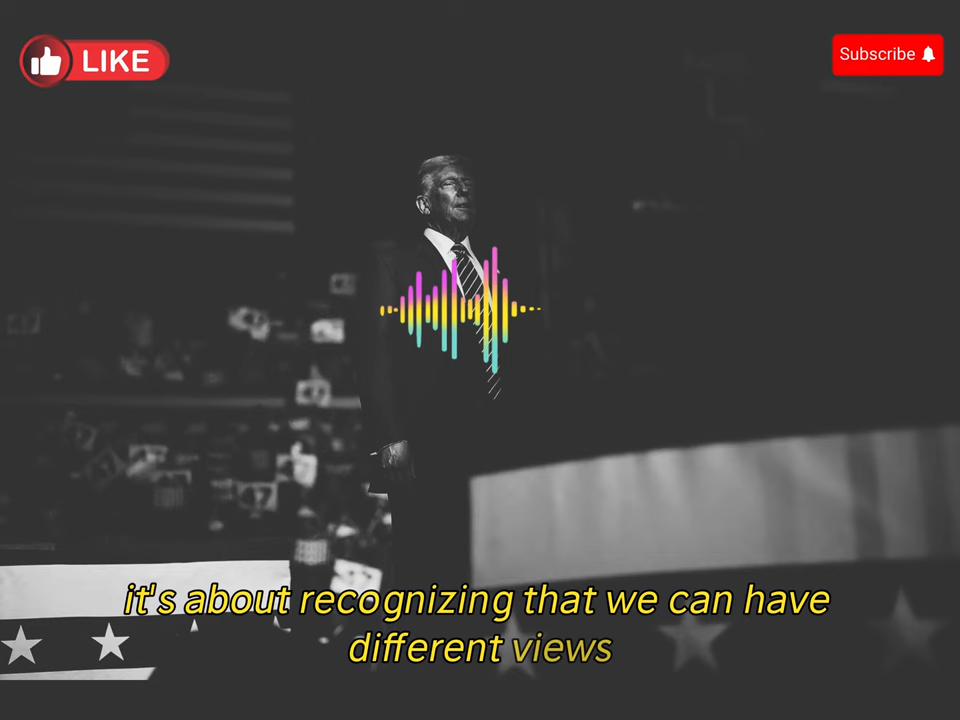 LIKE
Subscribe
it's about recognizing that we can have
different views